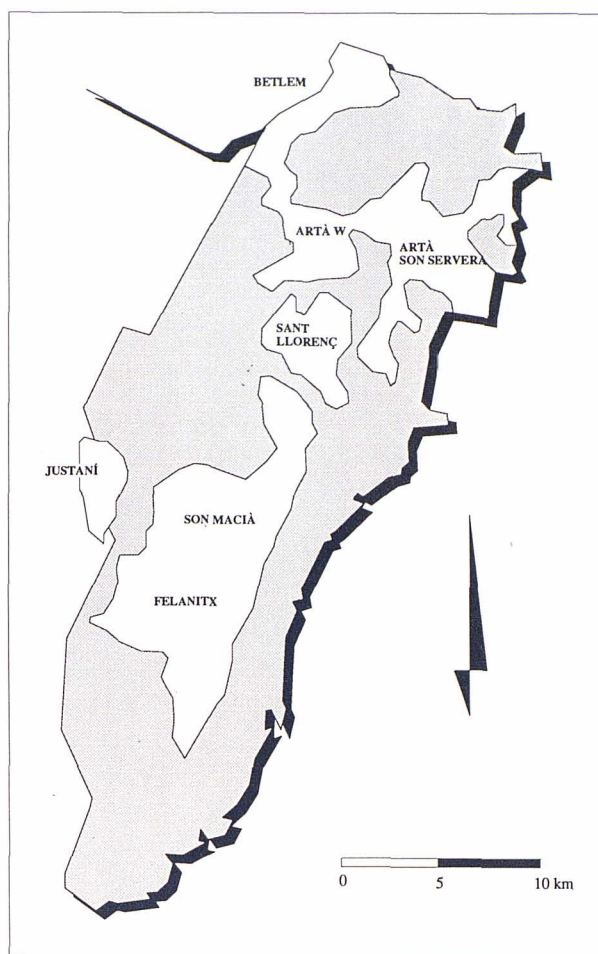 BETLEM
ARTÀ W
ARTÀ
SON SERVERA
SANT
LLORENÇ
JUSTANÍ
SON MACIÀ
FELANITX
0 5 10 km